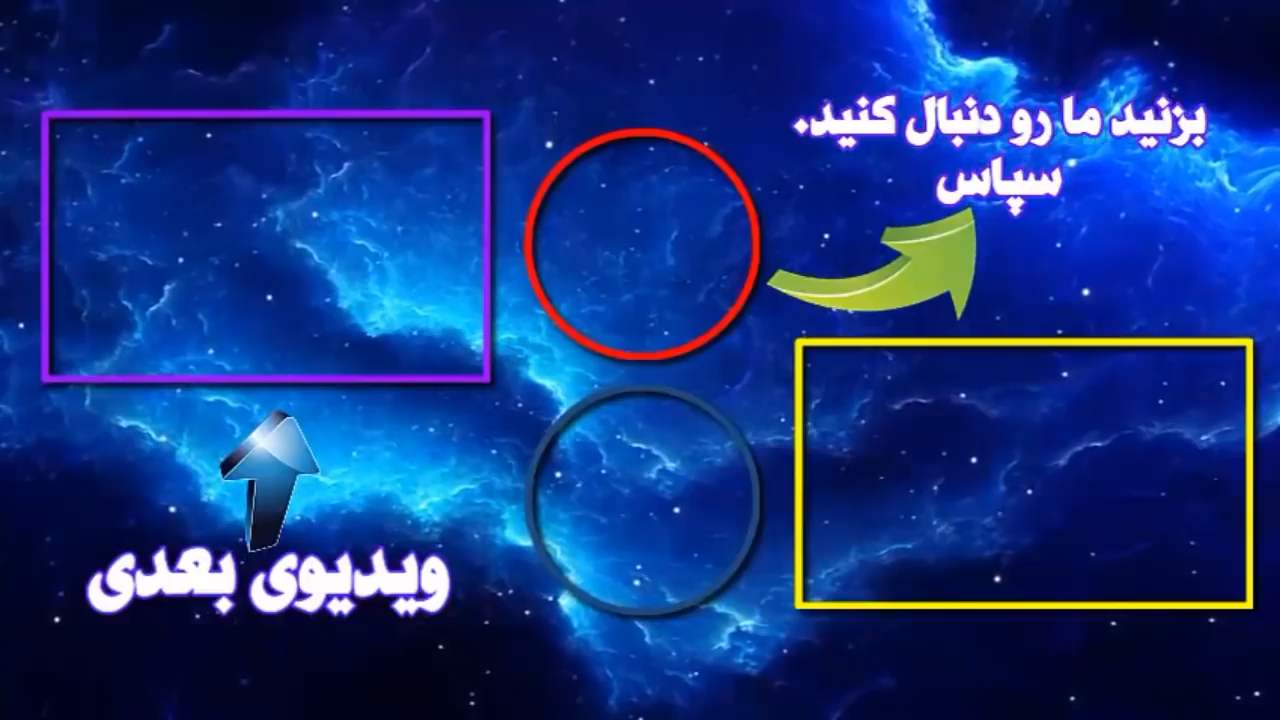 بزنید ما رو دنبال کنید.
سپاس
ویدیوی بعدی